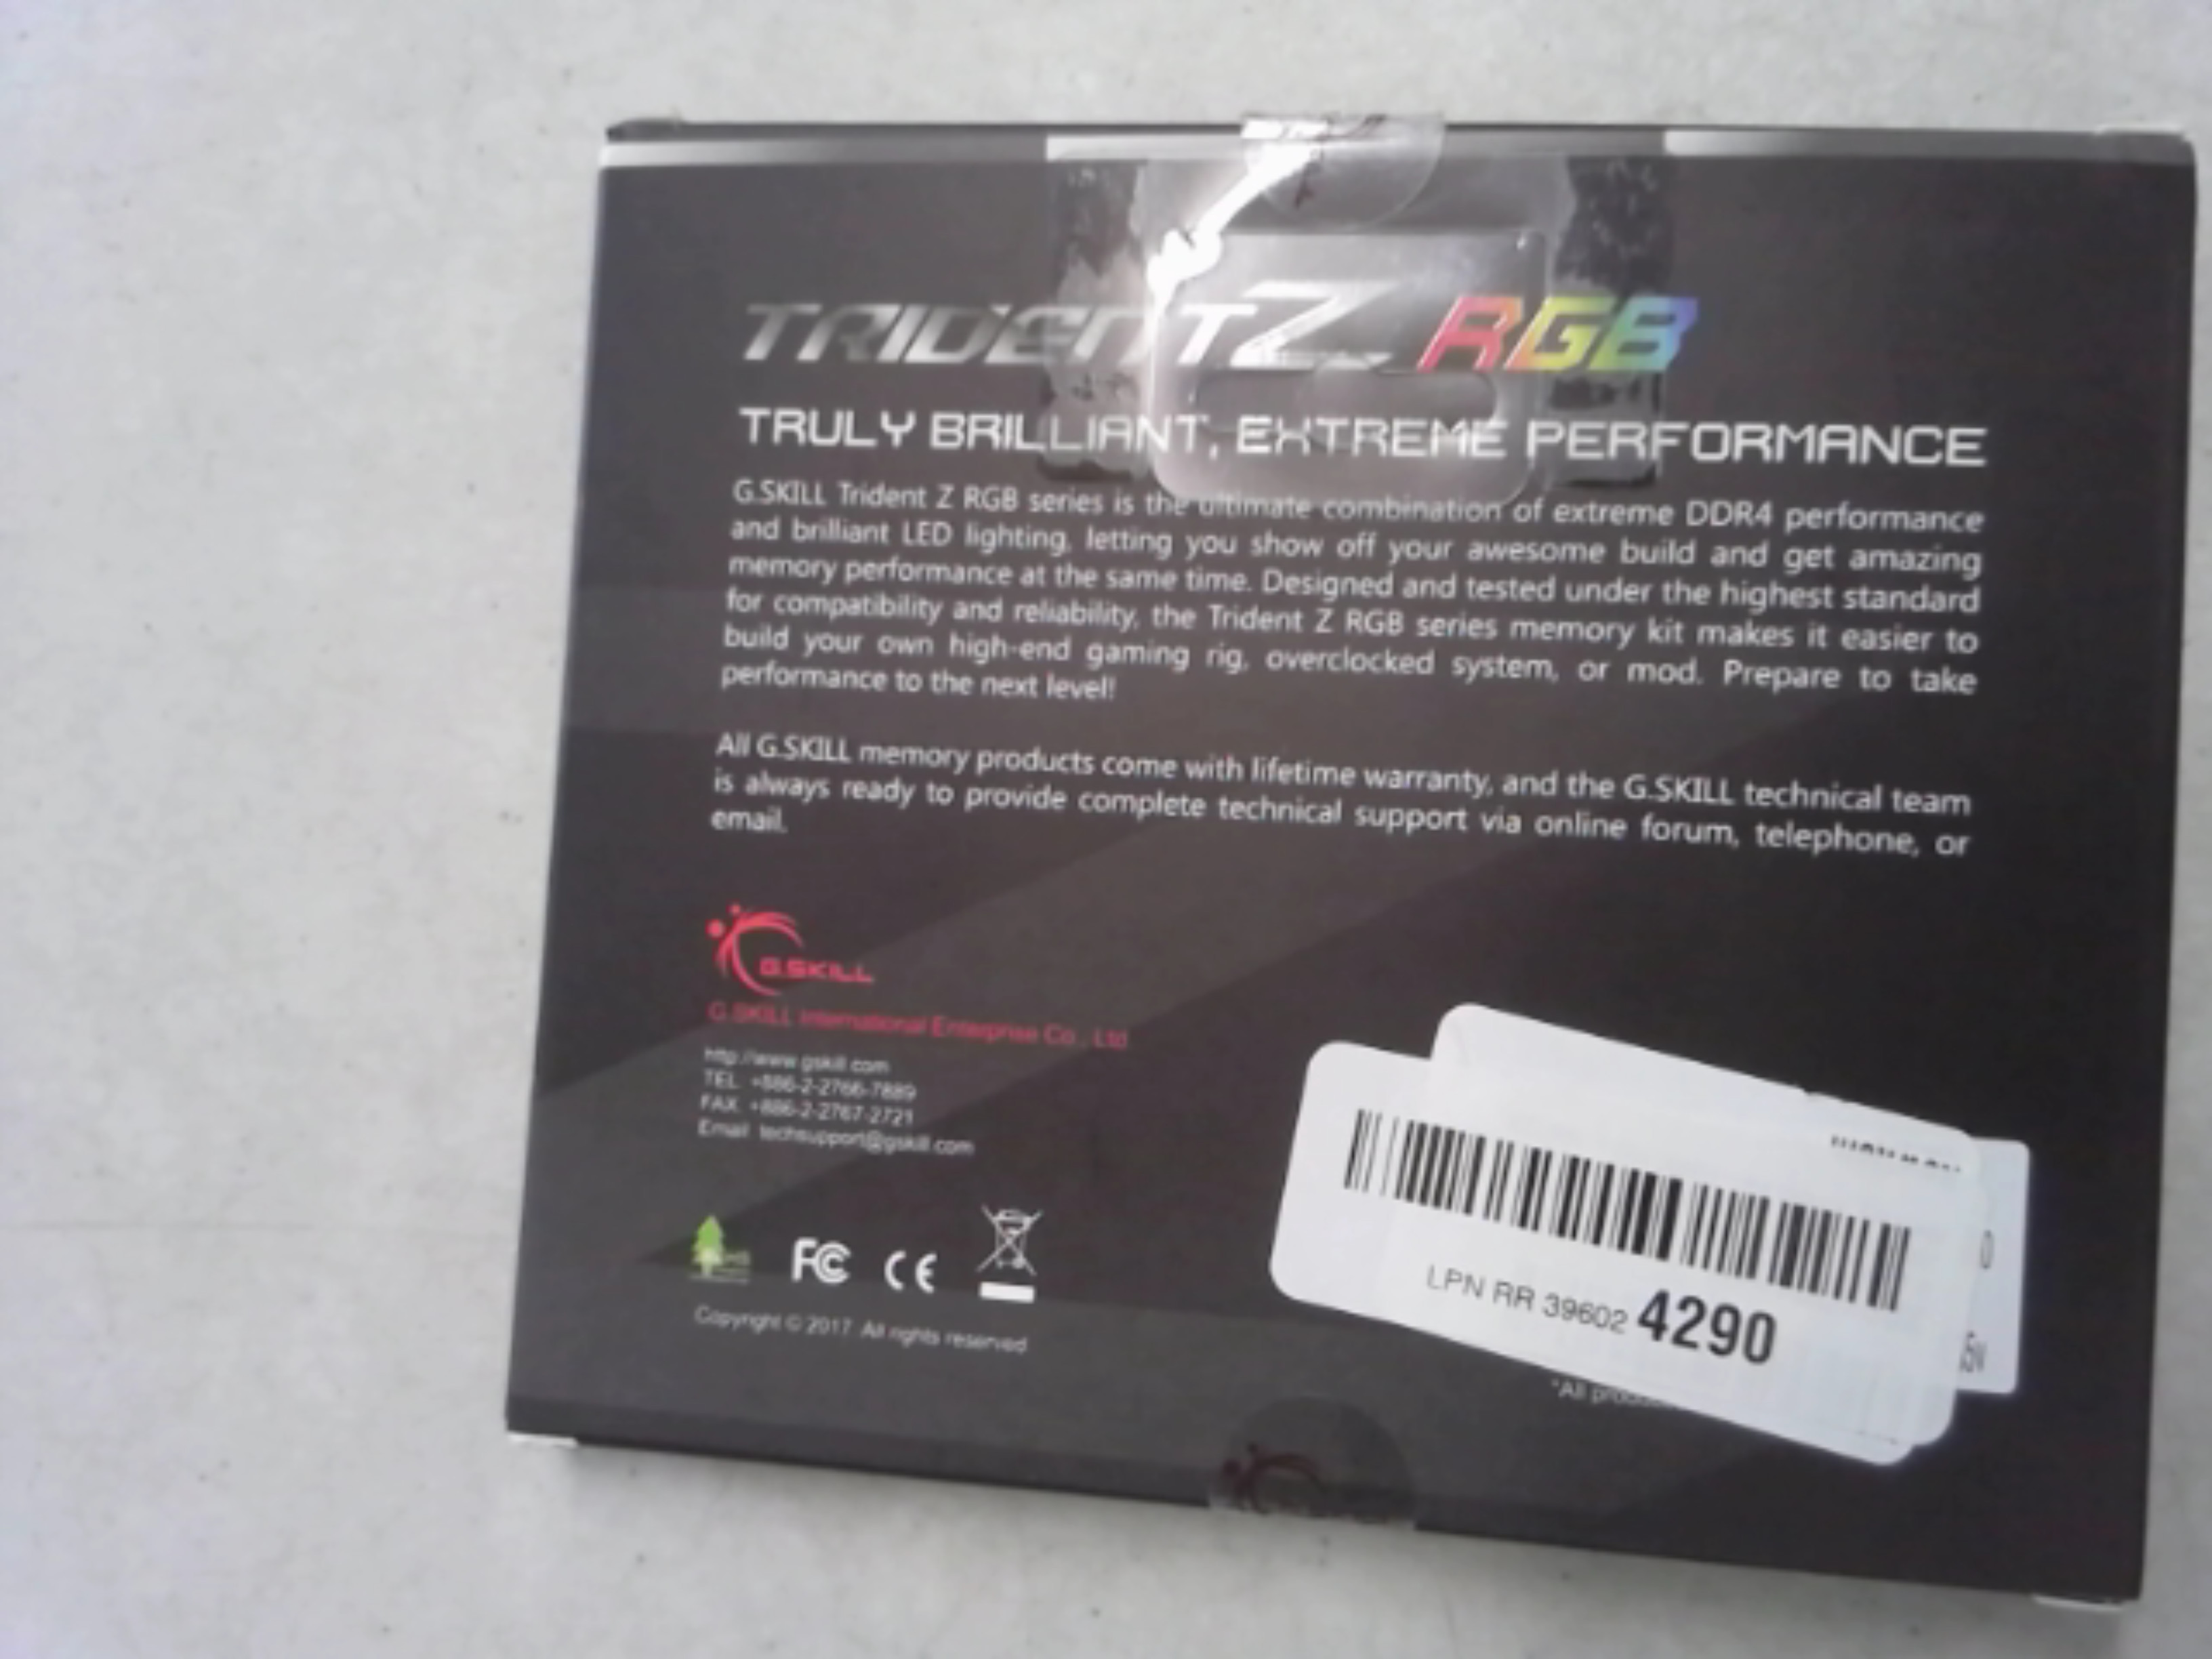 TRIDENTZ RGB
TRULY BRILLIANT, EXTREME PERFORMANCE
G.SKILL Trident Z RGB series is the ultimate combination of extreme DDR4 performance
and brilliant LED lighting, letting you show off your awesome build and get amazing
memory performance at the same time. Designed and tested under the highest standard
for compatibility and reliability, the Trident Z RGB series memory kit makes it easier to
build your own high-end gaming rig, overclocked system, or mod. Prepare to take
performance to the next level!
All G.SKILL memory products come with lifetime warranty, and the G.SKILL technical team
is always ready to provide complete technical support via online forum, telephone, or
email.
G.SKILL
G.SKILL International Enterprise Co., Ltd
http://www.gskill.com
TEL +886-2-2766-7889
FAX +886-2-2767-2721
Email techsupport@gskill.com
FC CE
Copyright © 2017 All rights reserved
0
LPN RR 39602 4290
5v
*All